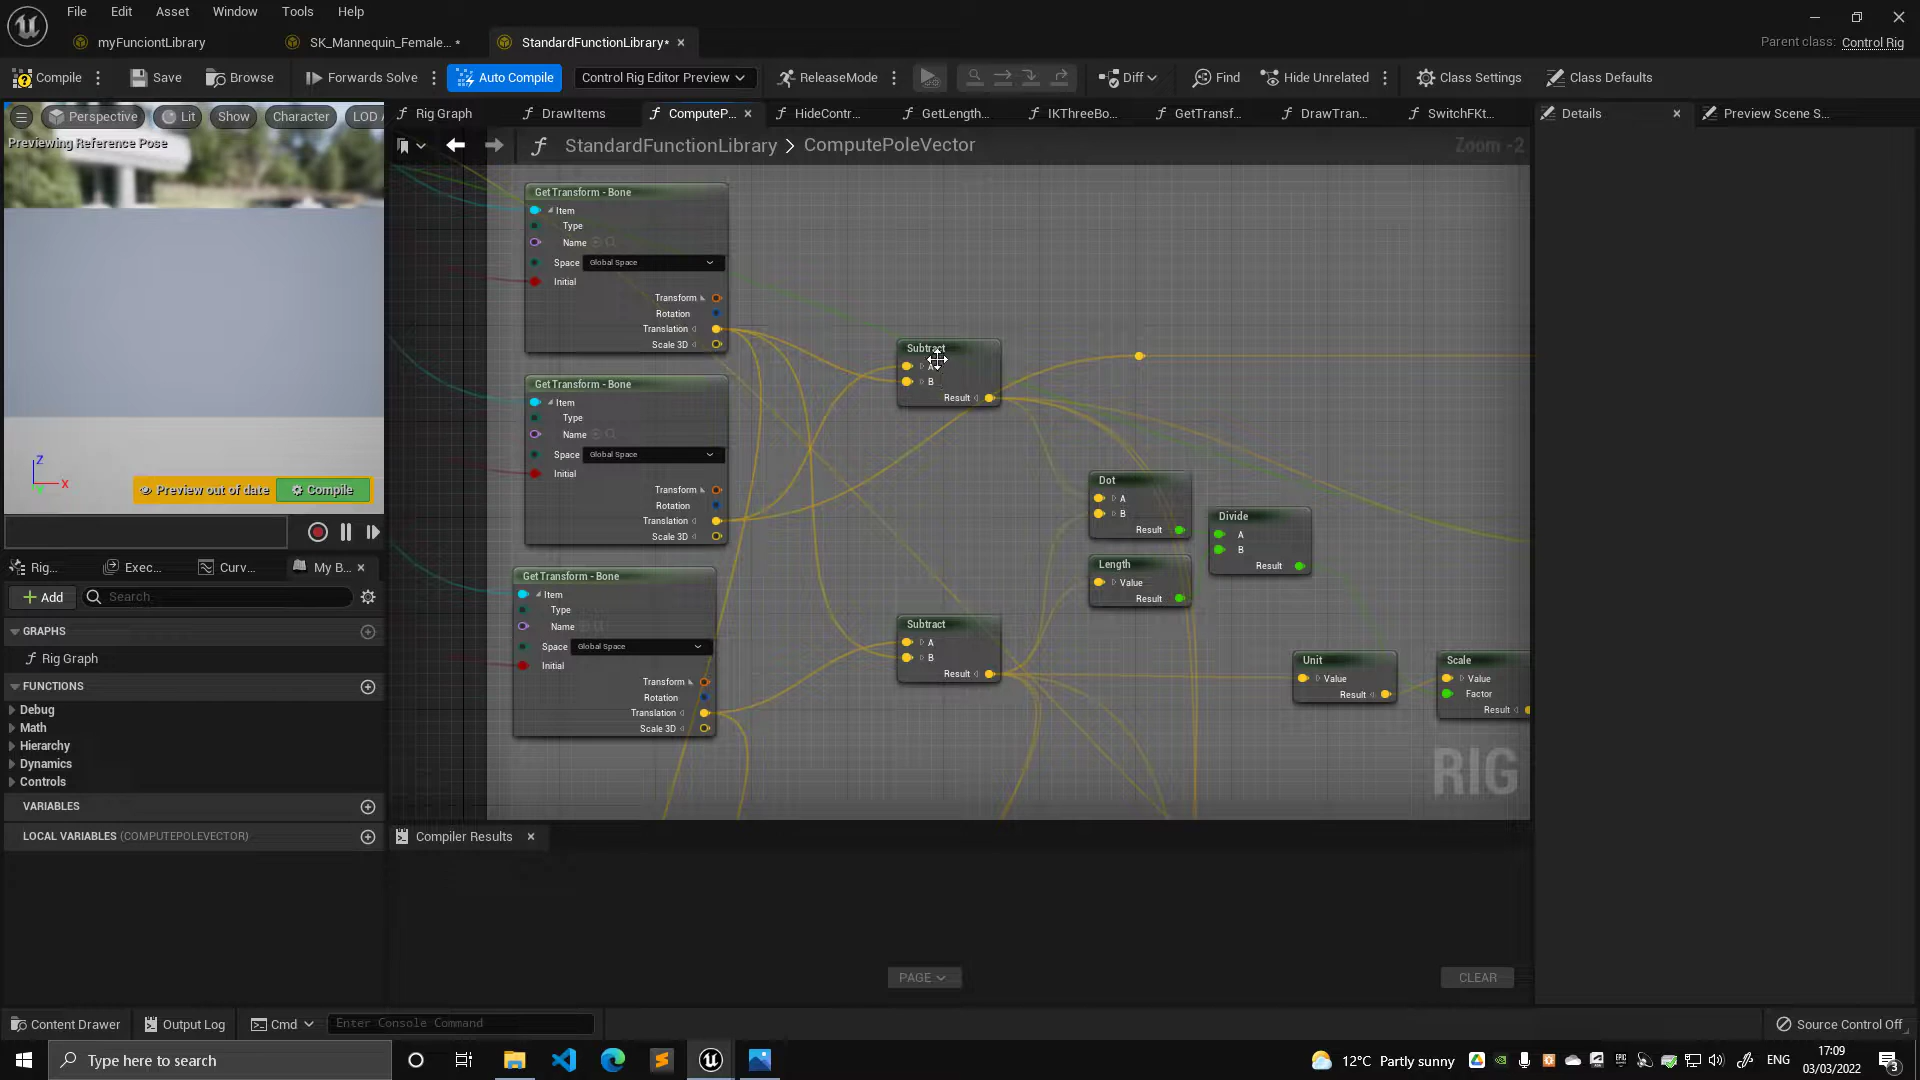 File Edit Asset Window Tools Help
myFunciontLibrary SK_Mannequin_Female... * StandardFunctionLibrary*
Parent class: Control Rig
Compile Save Browse Forwards Solve Auto Compile Control Rig Editor Preview ReleaseMode Diff Find Hide Unrelated Class Settings Class Defaults
Perspective Lit Show Character LOD A
Previewing Reference Pose
Rig Graph DrawItems ComputeP... HideContr... GetLength... IKThreeBo... GetTransf... DrawTran... SwitchFKt...
Details Preview Scene S...
StandardFunctionLibrary > ComputePoleVector
Zoom -2
Get Transform - Bone
Item
Type
Name
Space Global Space
Initial
Transform
Rotation
Translation
Scale 3D
Get Transform - Bone
Item
Type
Name
Space Global Space
Initial
Transform
Rotation
Translation
Scale 3D
Get Transform - Bone
Item
Type
Name
Space Global Space
Initial
Transform
Rotation
Translation
Scale 3D
Subtract
A
B
Result
Subtract
A
B
Result
Dot
A
B
Result
Length
Value
Result
Divide
A
B
Result
Unit
Value
Result
Scale
Value
Factor
Result
RIG
Z
X
Preview out of date Compile
Rig... Exec... Curv... My B...
Add Search
GRAPHS
Rig Graph
FUNCTIONS
Debug
Math
Hierarchy
Dynamics
Controls
VARIABLES
LOCAL VARIABLES (COMPUTEPOLEVECTOR)
Compiler Results
PAGE
CLEAR
Content Drawer Output Log Cmd Enter Console Command
Source Control Off
Type here to search
12°C Partly sunny
ENG
17:09
03/03/2022
3